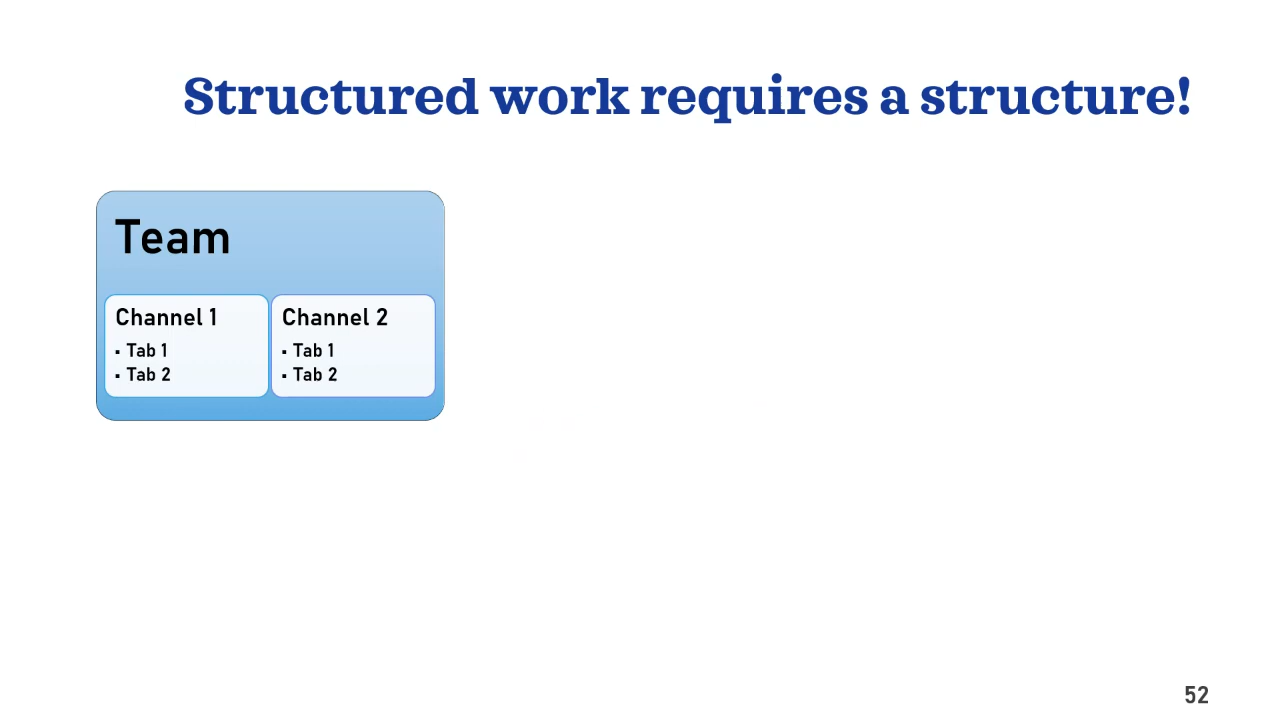 Structured work requires a structure!
Team
Channel 1
▪ Tab 1
▪ Tab 2
Channel 2
▪ Tab 1
▪ Tab 2
52